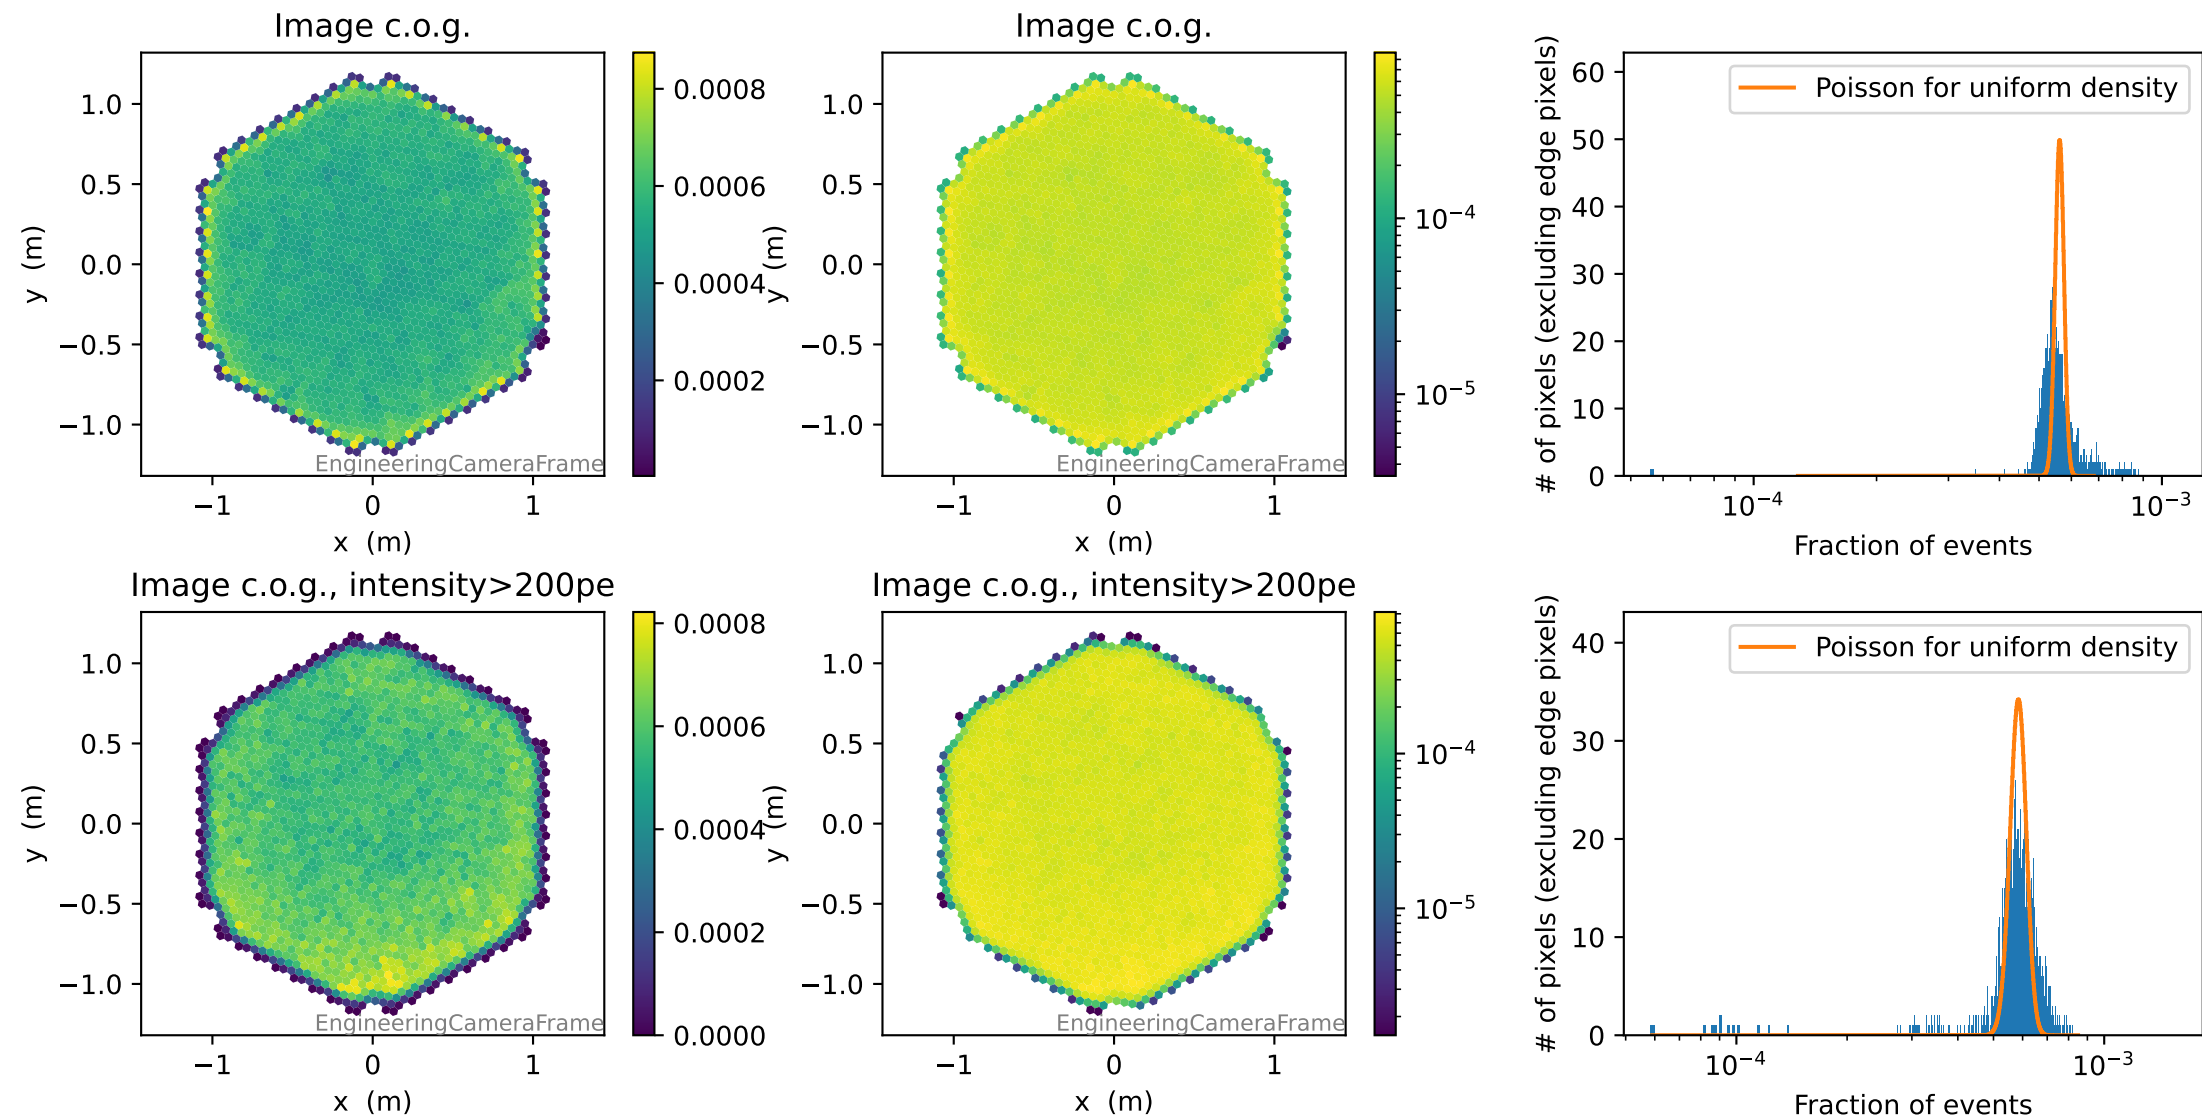 Image c.o.g.
y (m)
1.0
0.5
0.0
−0.5
−1.0
−1 0 1
x (m)
EngineeringCameraFrame
0.0008
0.0006
0.0004
0.0002
Image c.o.g.
y (m)
1.0
0.5
0.0
−0.5
−1.0
−1 0 1
x (m)
EngineeringCameraFrame
10−4
10−5
# of pixels (excluding edge pixels)
60
50
40
30
20
10
0
Poisson for uniform density
10−4 10−3
Fraction of events
Image c.o.g., intensity>200pe
y (m)
1.0
0.5
0.0
−0.5
−1.0
−1 0 1
x (m)
EngineeringCameraFrame
0.0008
0.0006
0.0004
0.0002
0.0000
Image c.o.g., intensity>200pe
y (m)
1.0
0.5
0.0
−0.5
−1.0
−1 0 1
x (m)
EngineeringCameraFrame
10−4
10−5
# of pixels (excluding edge pixels)
40
30
20
10
0
Poisson for uniform density
10−4 10−3
Fraction of events